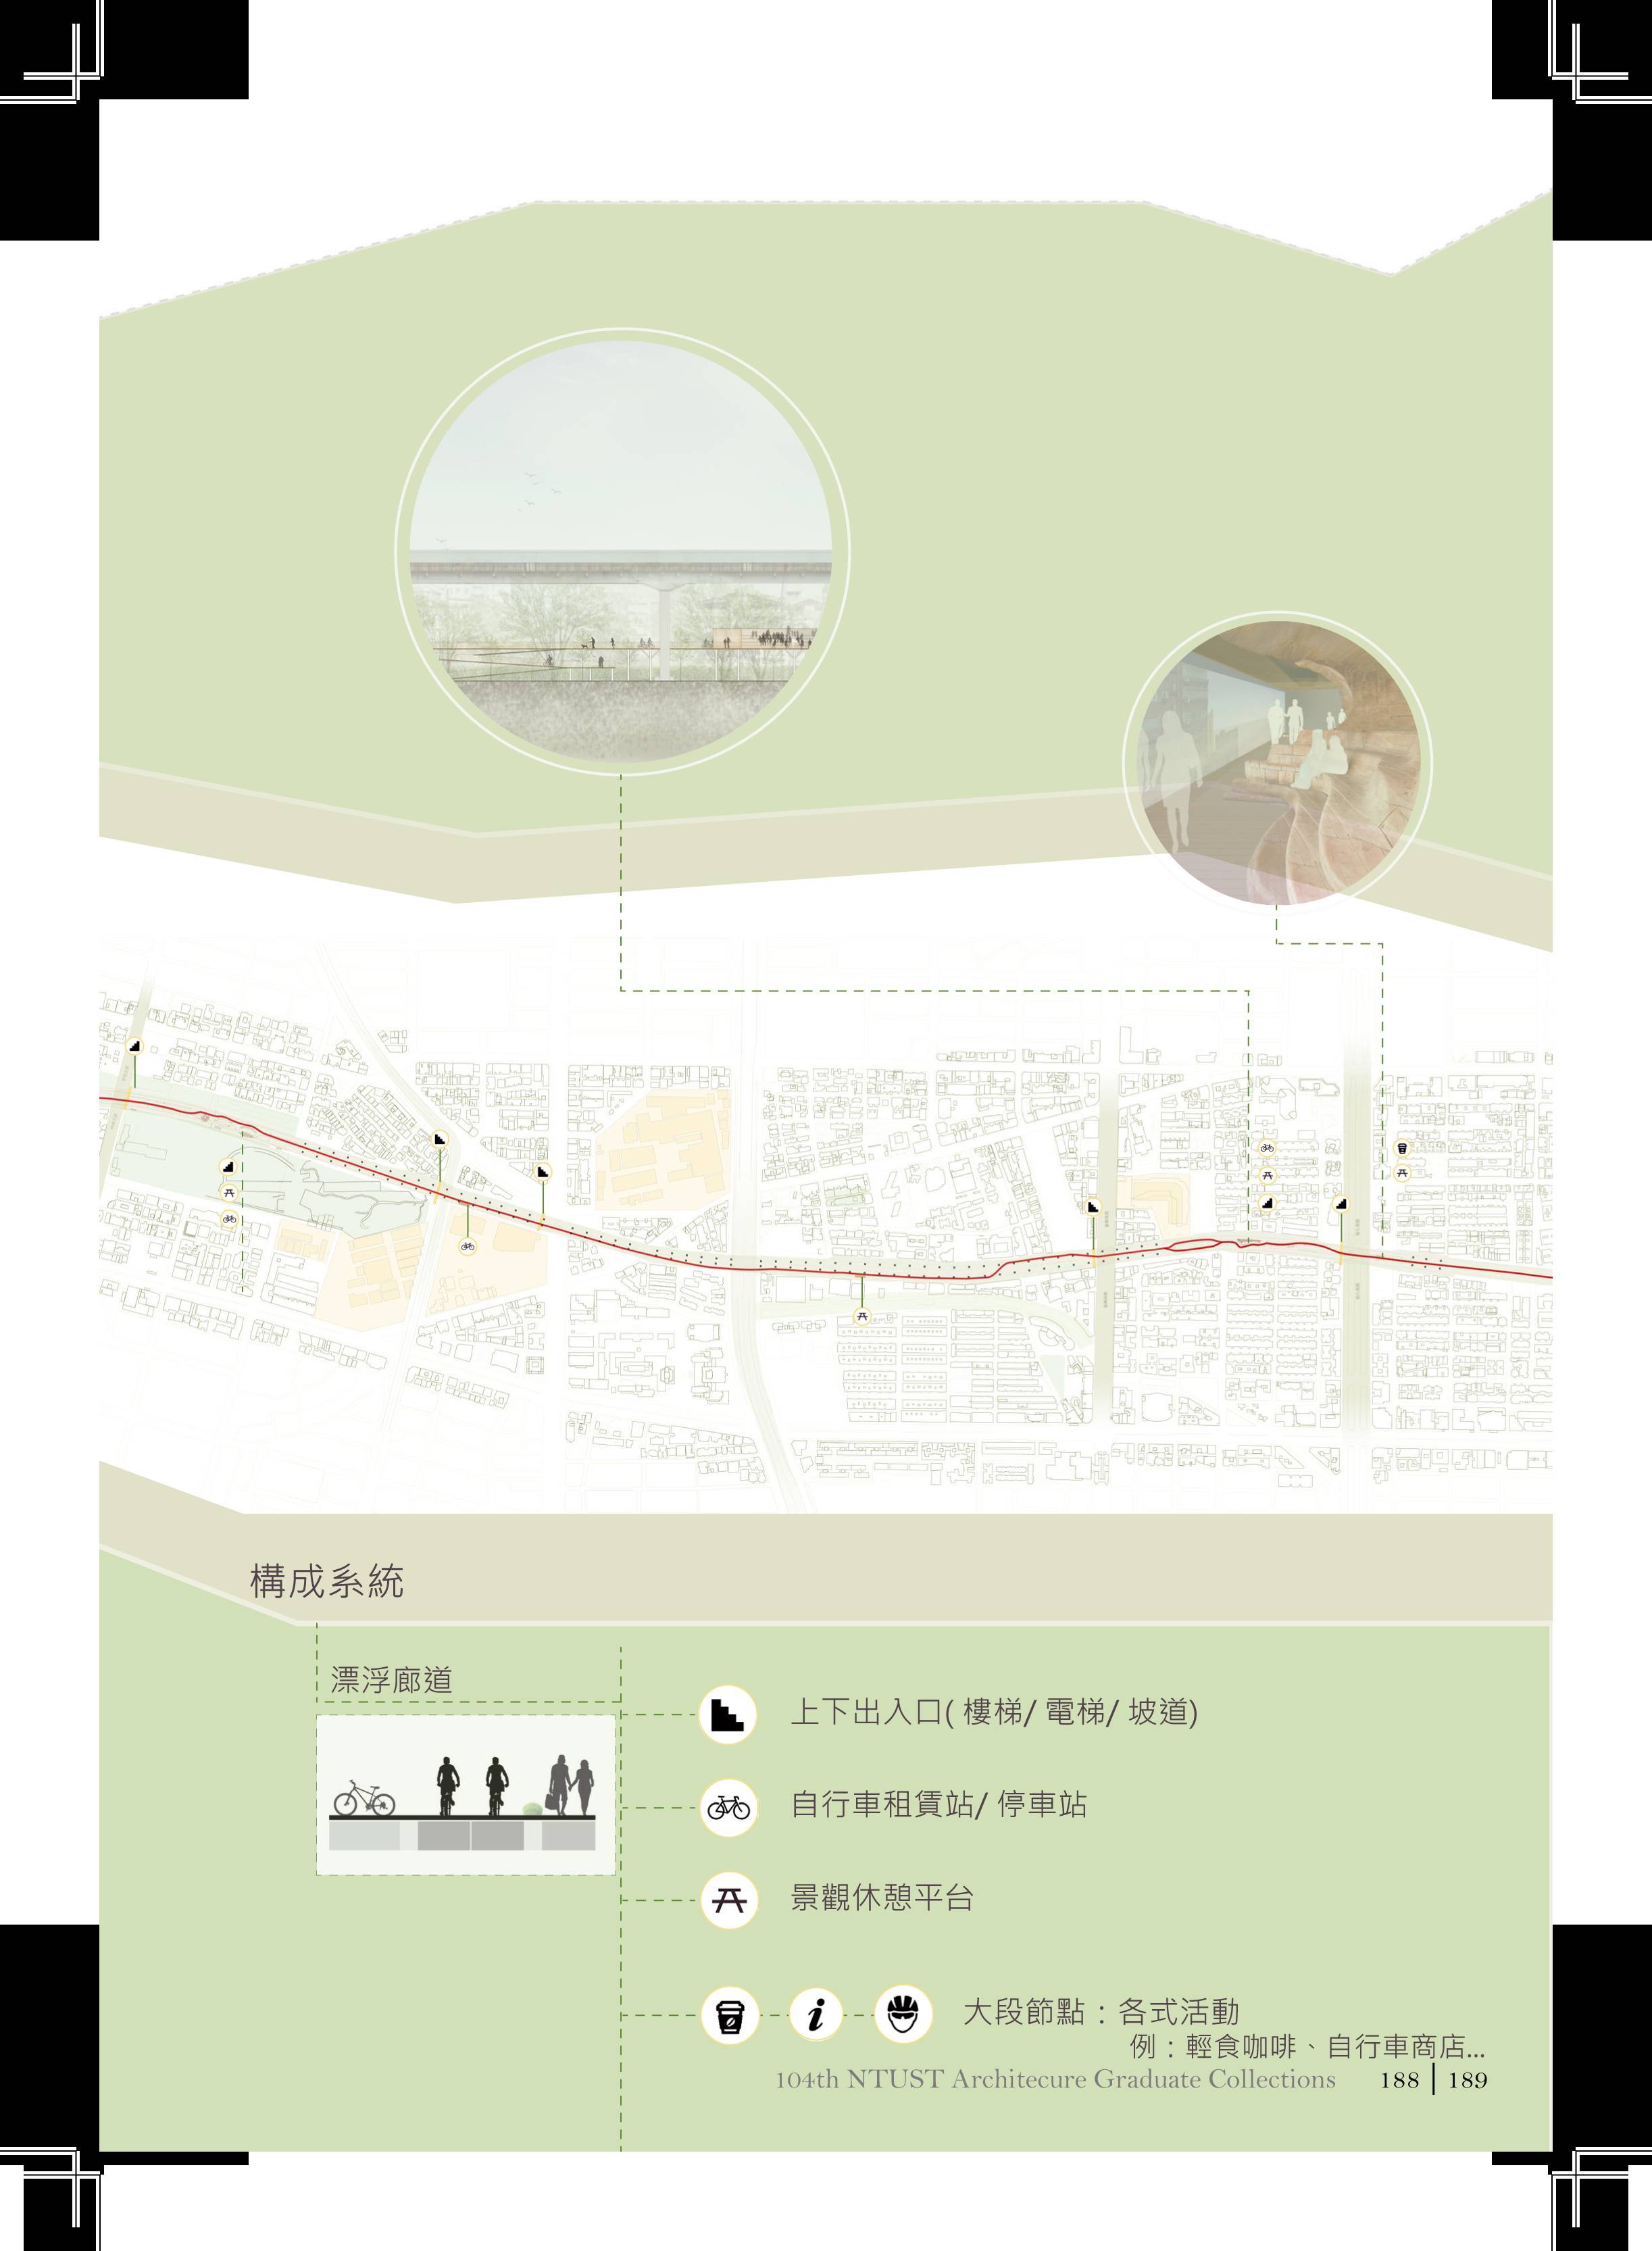 構成系統
漂浮廊道
上下出入口( 樓梯/ 電梯/ 坡道)
自行車租賃站/ 停車站
景觀休憩平台
大段節點：各式活動
例：輕食咖啡、自行車商店...
104th NTUST Architecure Graduate Collections 188 | 189